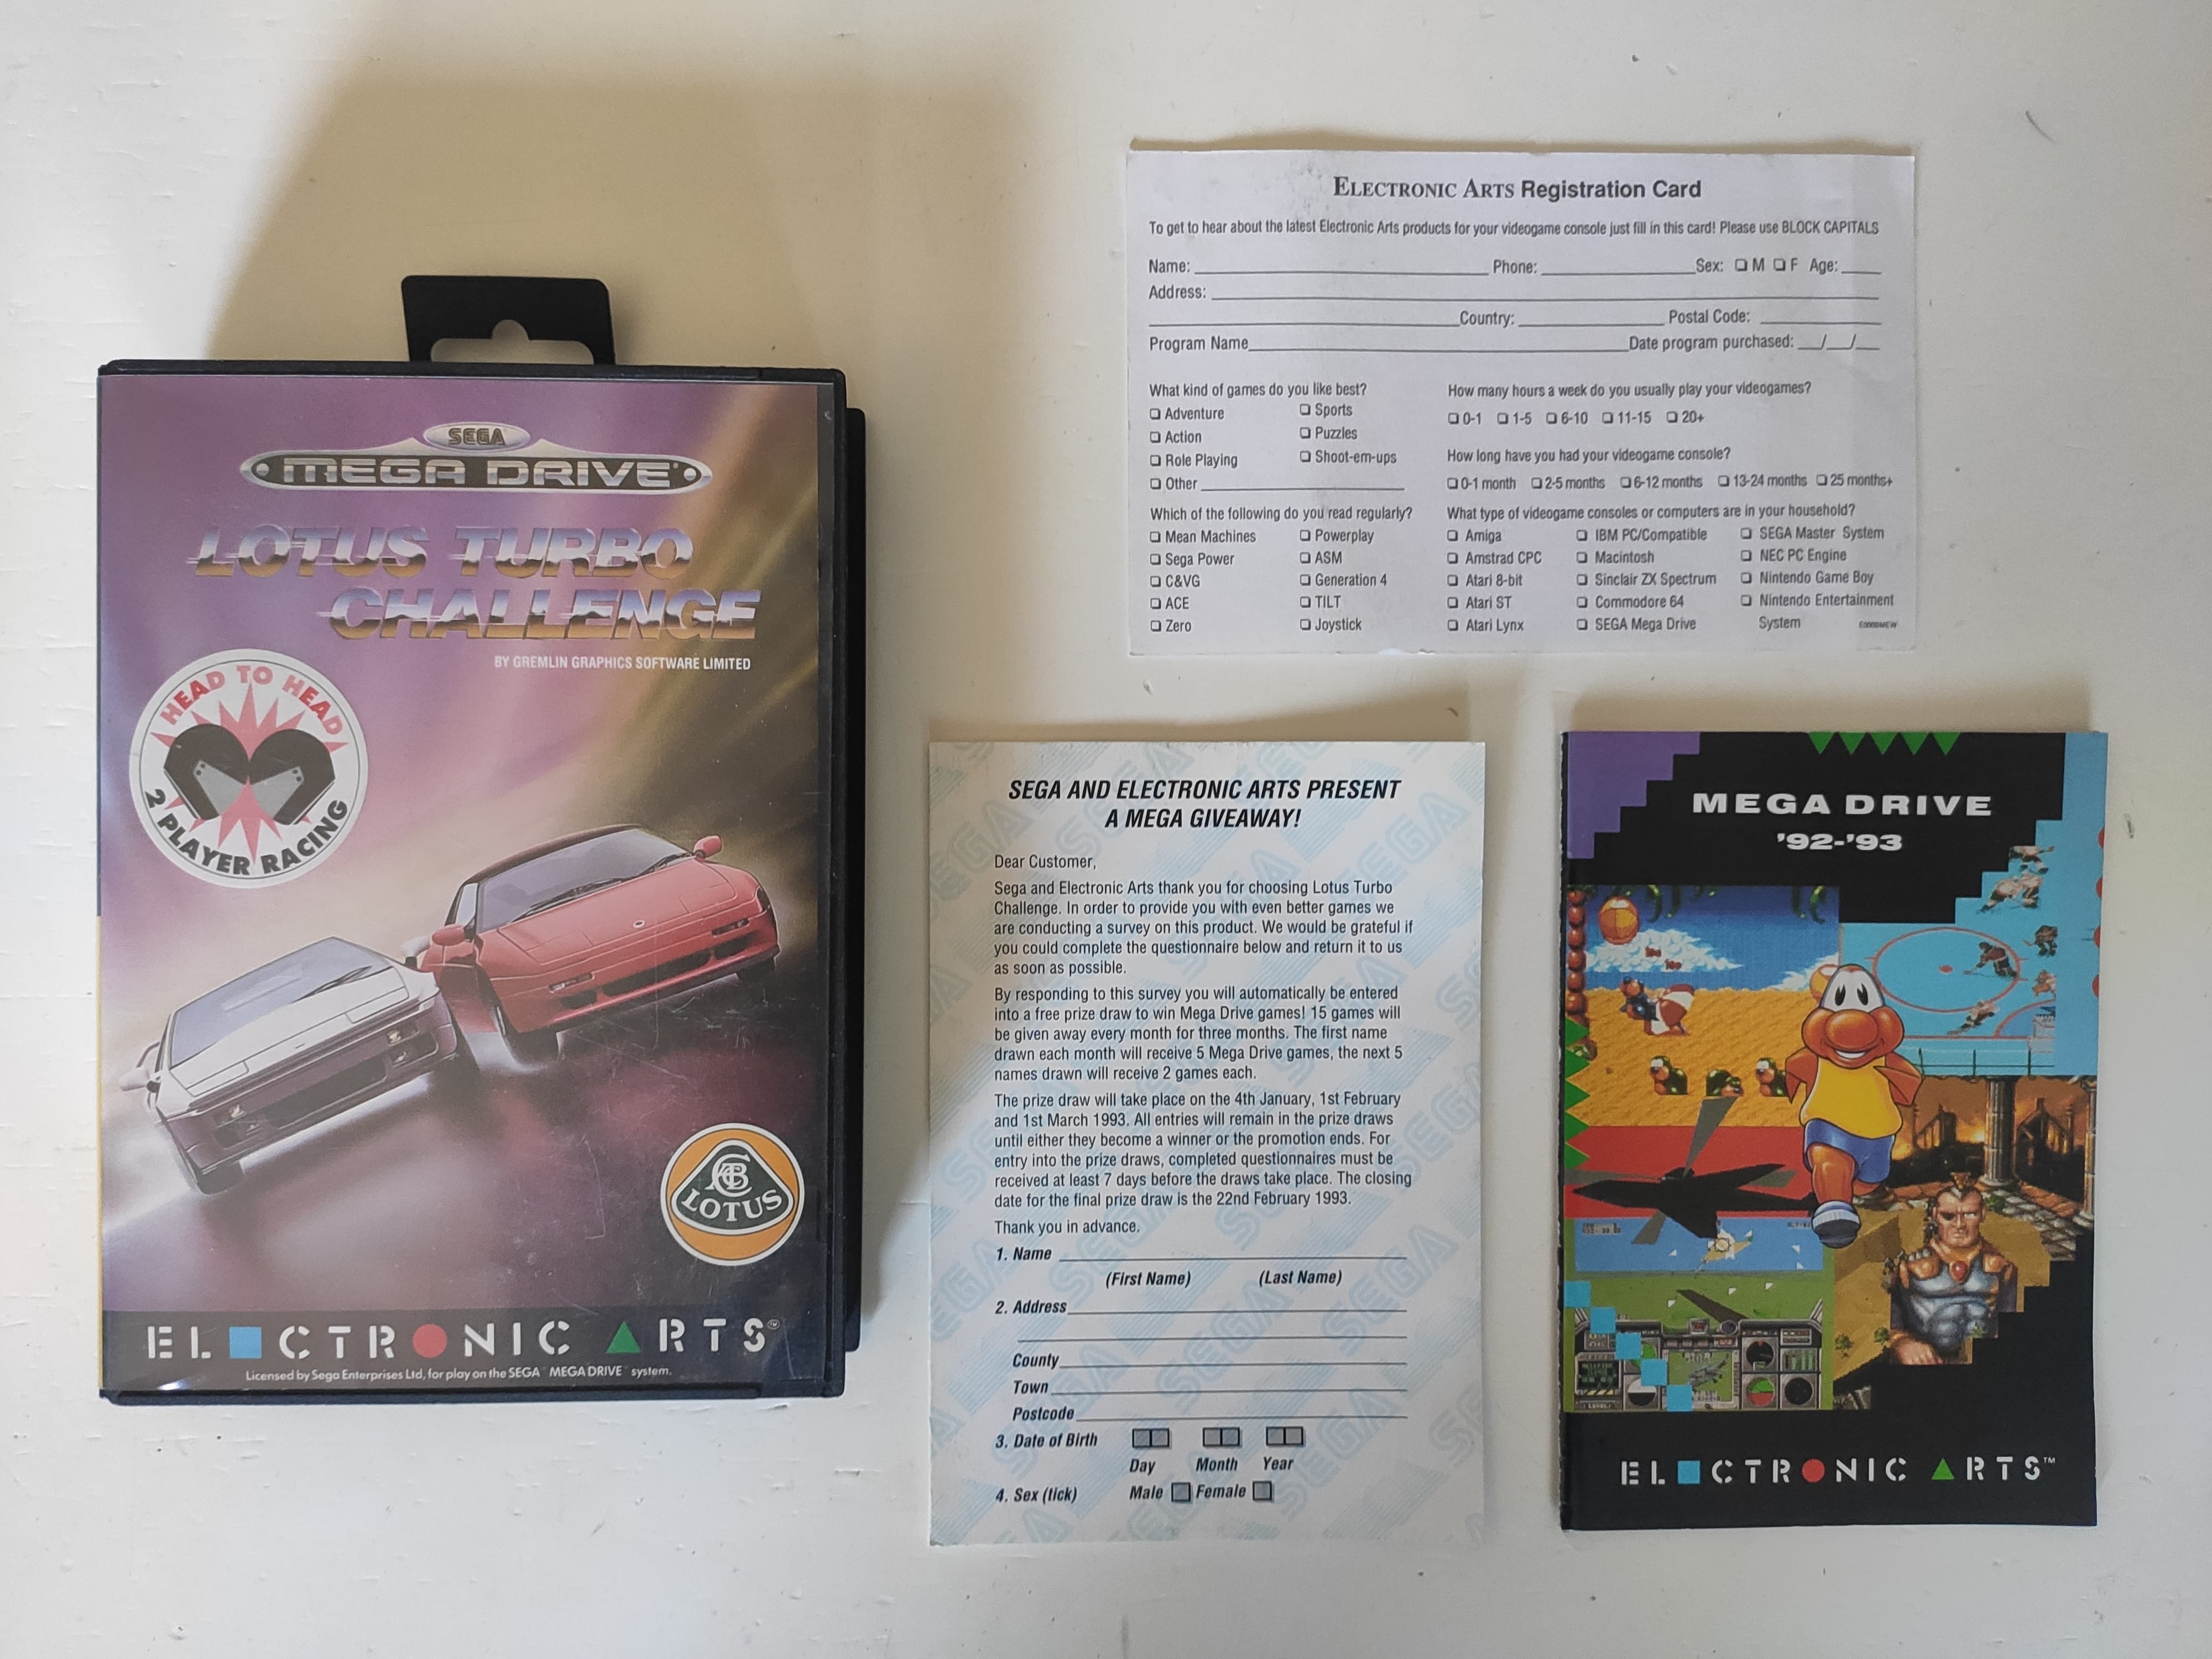 SEGA
MEGA DRIVE
LOTUS TURBO
CHALLENGE
BY GREMLIN GRAPHICS SOFTWARE LIMITED
HEAD TO HEAD
2 PLAYER RACING
LOTUS
ELECTRONIC ARTS™
Licensed by Sega Enterprises Ltd, for play on the SEGA™ MEGA DRIVE™ system.
ELECTRONIC ARTS Registration Card
To get to hear about the latest Electronic Arts products for your videogame console just fill in this card! Please use BLOCK CAPITALS
Name: Phone: Sex: ❑ M ❑ F Age:
Address:
Country: Postal Code:
Program Name Date program purchased: __/__/__
What kind of games do you like best?
❑ Adventure ❑ Sports
❑ Action ❑ Puzzles
❑ Role Playing ❑ Shoot-em-ups
❑ Other
Which of the following do you read regularly?
❑ Mean Machines ❑ Powerplay
❑ Sega Power ❑ ASM
❑ C&VG ❑ Generation 4
❑ ACE ❑ TILT
❑ Zero ❑ Joystick
How many hours a week do you usually play your videogames?
❑ 0-1 ❑ 1-5 ❑ 6-10 ❑ 11-15 ❑ 20+
How long have you had your videogame console?
❑ 0-1 month ❑ 2-5 months ❑ 6-12 months ❑ 13-24 months ❑ 25 months+
What type of videogame consoles or computers are in your household?
❑ Amiga ❑ IBM PC/Compatible ❑ SEGA Master System
❑ Amstrad CPC ❑ Macintosh ❑ NEC PC Engine
❑ Atari 8-bit ❑ Sinclair ZX Spectrum ❑ Nintendo Game Boy
❑ Atari ST ❑ Commodore 64 ❑ Nintendo Entertainment
❑ Atari Lynx ❑ SEGA Mega Drive System
SEGA AND ELECTRONIC ARTS PRESENT
A MEGA GIVEAWAY!
Dear Customer,
Sega and Electronic Arts thank you for choosing Lotus Turbo
Challenge. In order to provide you with even better games we
are conducting a survey on this product. We would be grateful if
you could complete the questionnaire below and return it to us
as soon as possible.
By responding to this survey you will automatically be entered
into a free prize draw to win Mega Drive games! 15 games will
be given away every month for three months. The first name
drawn each month will receive 5 Mega Drive games, the next 5
names drawn will receive 2 games each.
The prize draw will take place on the 4th January, 1st February
and 1st March 1993. All entries will remain in the prize draws
until either they become a winner or the promotion ends. For
entry into the prize draws, completed questionnaires must be
received at least 7 days before the draws take place. The closing
date for the final prize draw is the 22nd February 1993.
Thank you in advance.
1. Name
(First Name) (Last Name)
2. Address
County
Town
Postcode
3. Date of Birth
Day Month Year
4. Sex (tick) Male Female
MEGA DRIVE
'92-'93
ELECTRONIC ARTS™